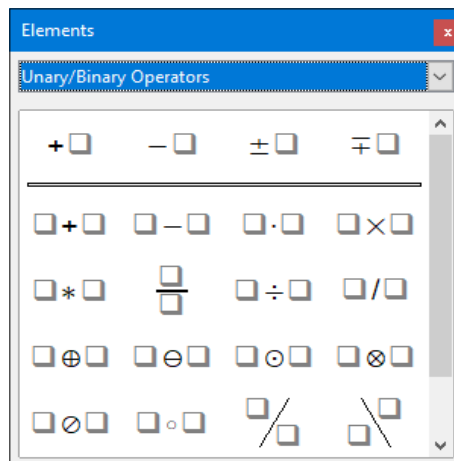 Elements
x
Unary/Binary Operators
+□ −□ ±□ ∓□
□+□ □−□ □·□ □×□
□∗□ □/□ □÷□ □/□
□⊕□ □⊖□ □⊙□ □⊗□
□⊘□ □∘□ □/□ □\□